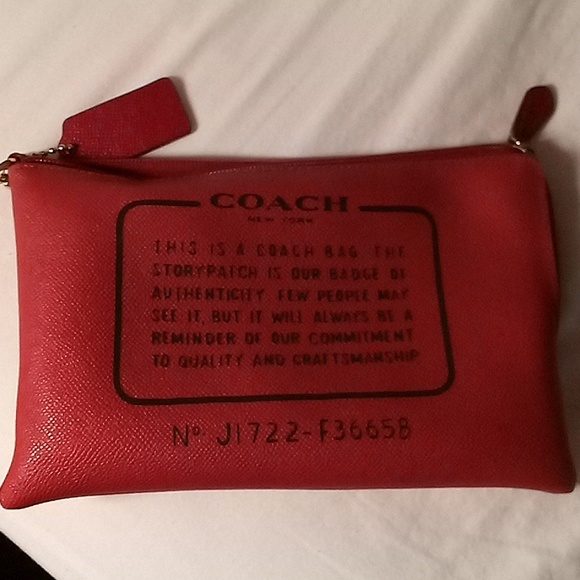 COACH
NEW YORK
THIS IS A COACH BAG. THE
STORYPATCH IS OUR BADGE OF
AUTHENTICITY. FEW PEOPLE MAY
SEE IT, BUT IT WILL ALWAYS BE A
REMINDER OF OUR COMMITMENT
TO QUALITY AND CRAFTSMANSHIP
Nº J1722-F36658